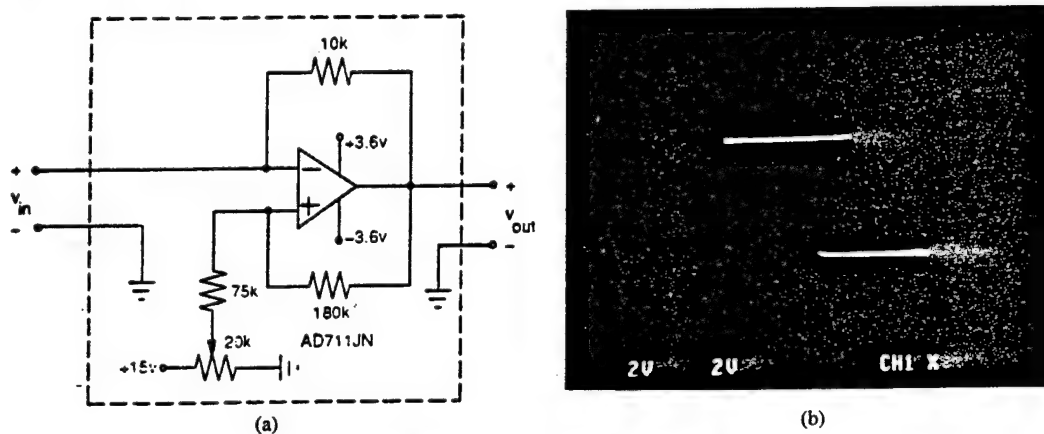 10k
+3.6v
+
V
in
-
−
+
-3.6v
+
V
out
-
75k
180k
20k
AD711JN
+15v
2V 2V CH1 X
(a)
(b)